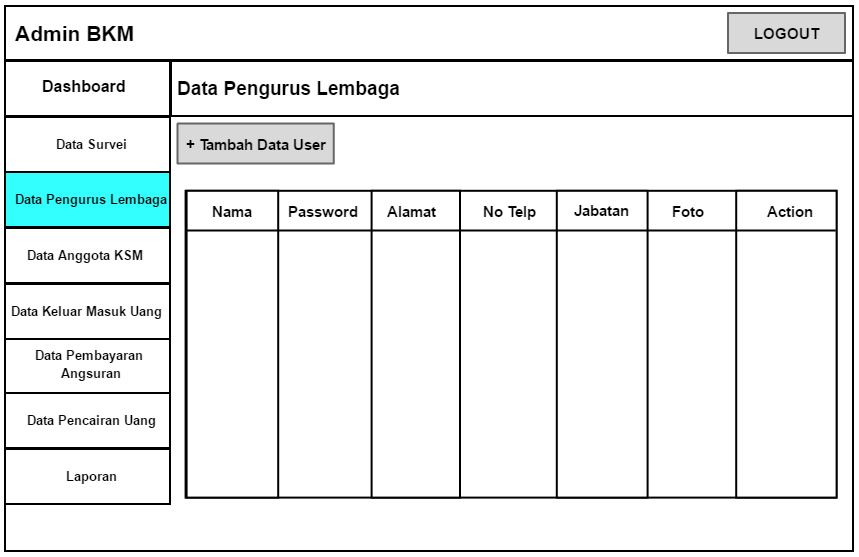 Admin BKM
LOGOUT
Dashboard
Data Pengurus Lembaga
Data Survei
+ Tambah Data User
Data Pengurus Lembaga
Nama
Password
Alamat
No Telp
Jabatan
Foto
Action
Data Anggota KSM
Data Keluar Masuk Uang
Data Pembayaran
Angsuran
Data Pencairan Uang
Laporan